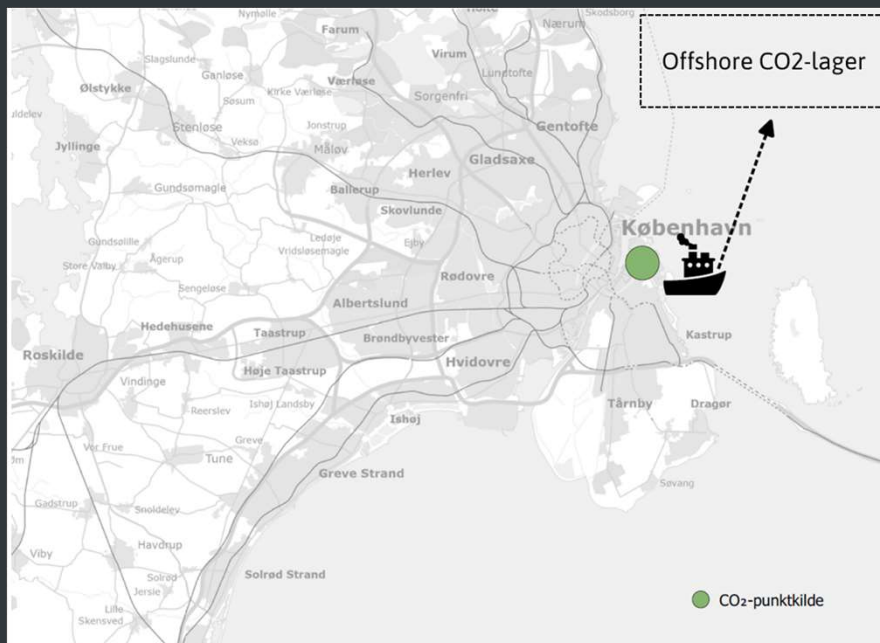 Nymølle
Skodsborg
Holte
Nærum
Farum
Slagslunde
Virum
Ganløse
Værløse
Lundtofte
Ølstykke
Kirke Værløse
Søsum
Sorgenfri
Stenløse
Jonstrup
Gentofte
Jyllinge
Veksø
Måløv
Gladsaxe
Herlev
Gundsømagle
Ballerup
Skovlunde
København
Gundsølille
Ledøje
Ejby
Vridsløsemagle
Store Valby
Ågerup
Rødovre
Sengeløse
Albertslund
Hedehusene
Taastrup
Kastrup
Brøndbyvester
Roskilde
Hvidovre
Høje Taastrup
Vindinge
Ishøj Landsby
Tårnby
Dragør
Reerslev
Ishøj
Greve
Vor Frue
Tune
Greve Strand
Søvang
Gadstrup
Snoldelev
Havdrup
Viby
Solrød
Solrød Strand
Jersie
Lille
Skensved
Offshore CO2-lager
CO₂-punktkilde